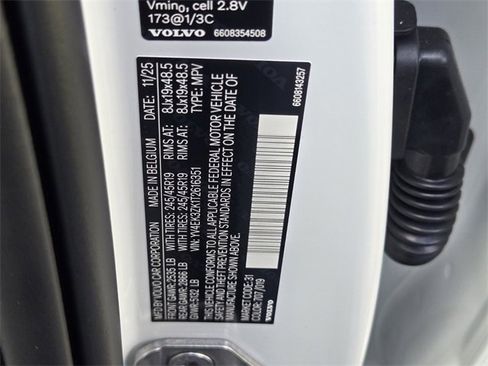 Vmin0, cell 2.8V
173@1/3C
VOLVO 6608354508
MFD BY VOLVO CAR CORPORATION MADE IN BELGIUM DATE: 11/25
FRONT GAWR: 2535 LB WITH TIRES: 245/45R19 RIMS AT: 8Jx19x48.5
REAR GAWR: 2866 LB WITH TIRES: 245/45R19 RIMS AT: 8Jx19x48.5
GVWR: 5132 LB VIN: YV4EK3ZK1T2616351 TYPE: MPV
THIS VEHICLE CONFORMS TO ALL APPLICABLE FEDERAL MOTOR VEHICLE
SAFETY AND THEFT PREVENTION STANDARDS IN EFFECT ON THE DATE OF
MANUFACTURE SHOWN ABOVE.
MARKET CODE: 31
COLOR: 707, 019
VOLVO
6608143257